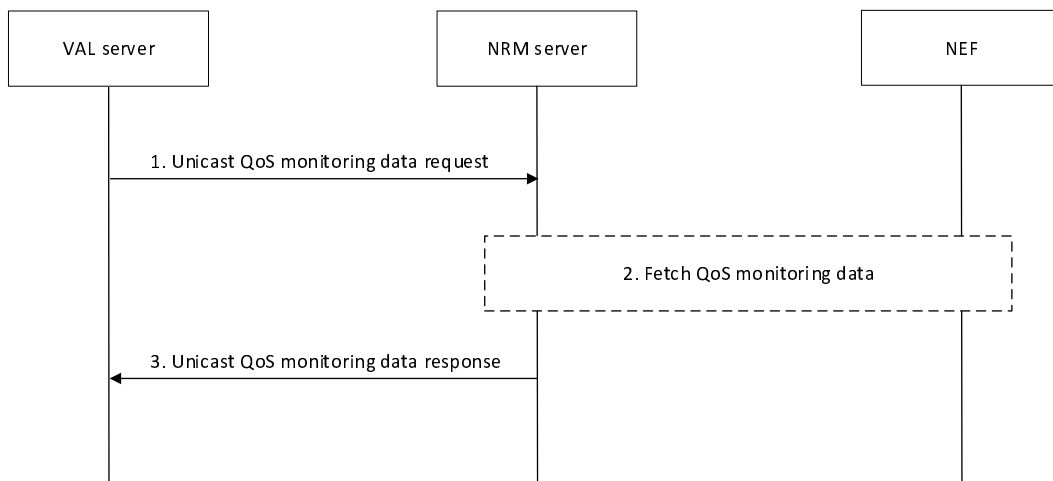 VAL server
NRM server
NEF
1. Unicast QoS monitoring data request
2. Fetch QoS monitoring data
3. Unicast QoS monitoring data response